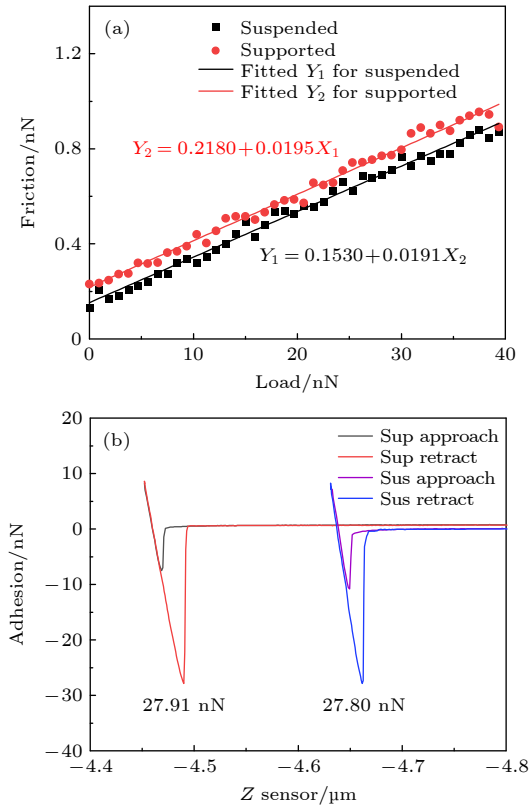 (a)
Suspended
Supported
Fitted Y₁ for suspended
Fitted Y₂ for supported
Y₂ = 0.2180+0.0195X₁
Y₁ = 0.1530+0.0191X₂
Friction/nN
1.2
0.8
0.4
0
0 10 20 30 40
Load/nN
(b)
Sup approach
Sup retract
Sus approach
Sus retract
Adhesion/nN
20
10
0
−10
−20
−30
−40
27.91 nN 27.80 nN
−4.4 −4.5 −4.6 −4.7 −4.8
Z sensor/µm